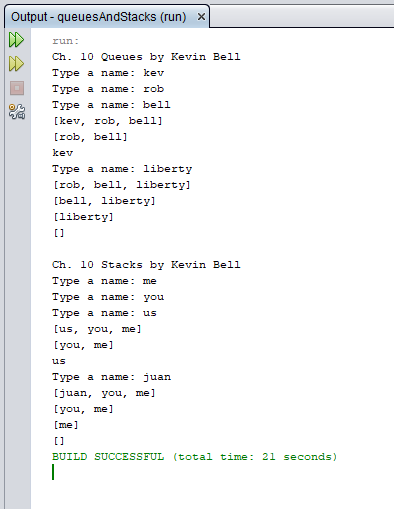 Output - queuesAndStacks (run) ×
run:
Ch. 10 Queues by Kevin Bell
Type a name: kev
Type a name: rob
Type a name: bell
[kev, rob, bell]
[rob, bell]
kev
Type a name: liberty
[rob, bell, liberty]
[bell, liberty]
[liberty]
[]
Ch. 10 Stacks by Kevin Bell
Type a name: me
Type a name: you
Type a name: us
[us, you, me]
[you, me]
us
Type a name: juan
[juan, you, me]
[you, me]
[me]
[]
BUILD SUCCESSFUL (total time: 21 seconds)